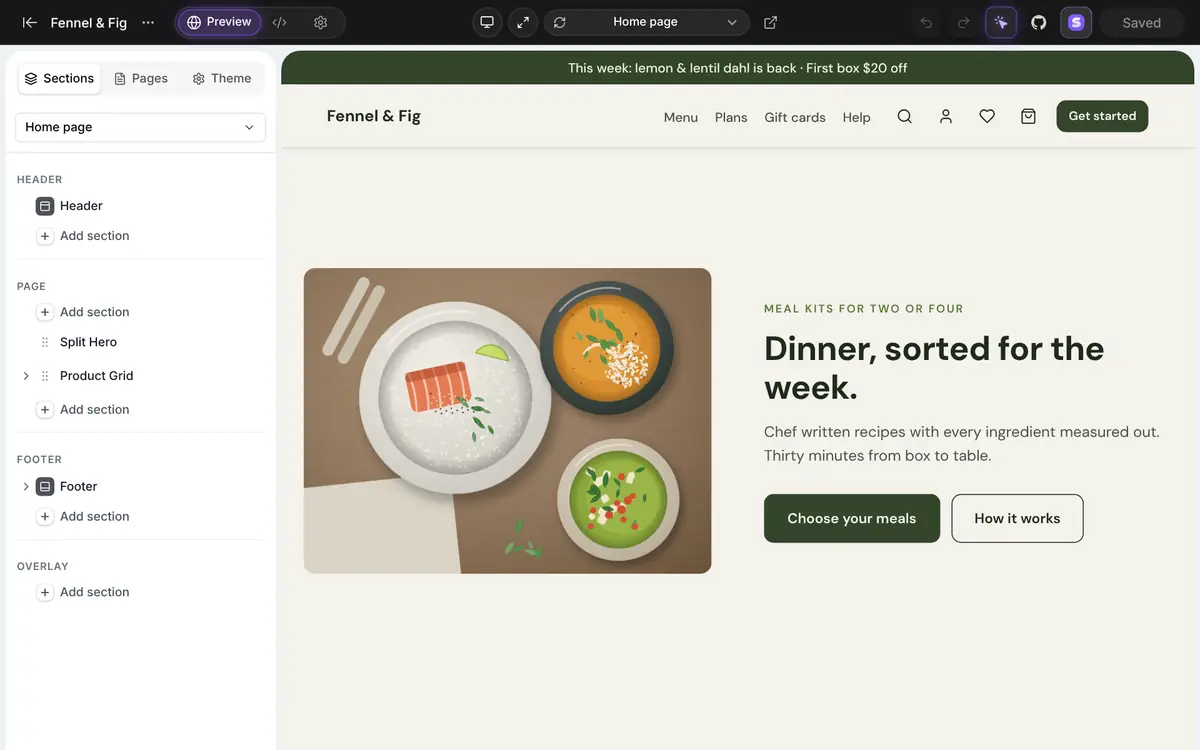 Fennel & Fig
Preview
Home page
Saved
Sections
Pages
Theme
Home page
HEADER
Header
Add section
PAGE
Add section
Split Hero
Product Grid
Add section
FOOTER
Footer
Add section
OVERLAY
Add section
This week: lemon & lentil dahl is back · First box $20 off
Fennel & Fig
Menu
Plans
Gift cards
Help
Get started
MEAL KITS FOR TWO OR FOUR
Dinner, sorted for the
week.
Chef written recipes with every ingredient measured out.
Thirty minutes from box to table.
Choose your meals
How it works